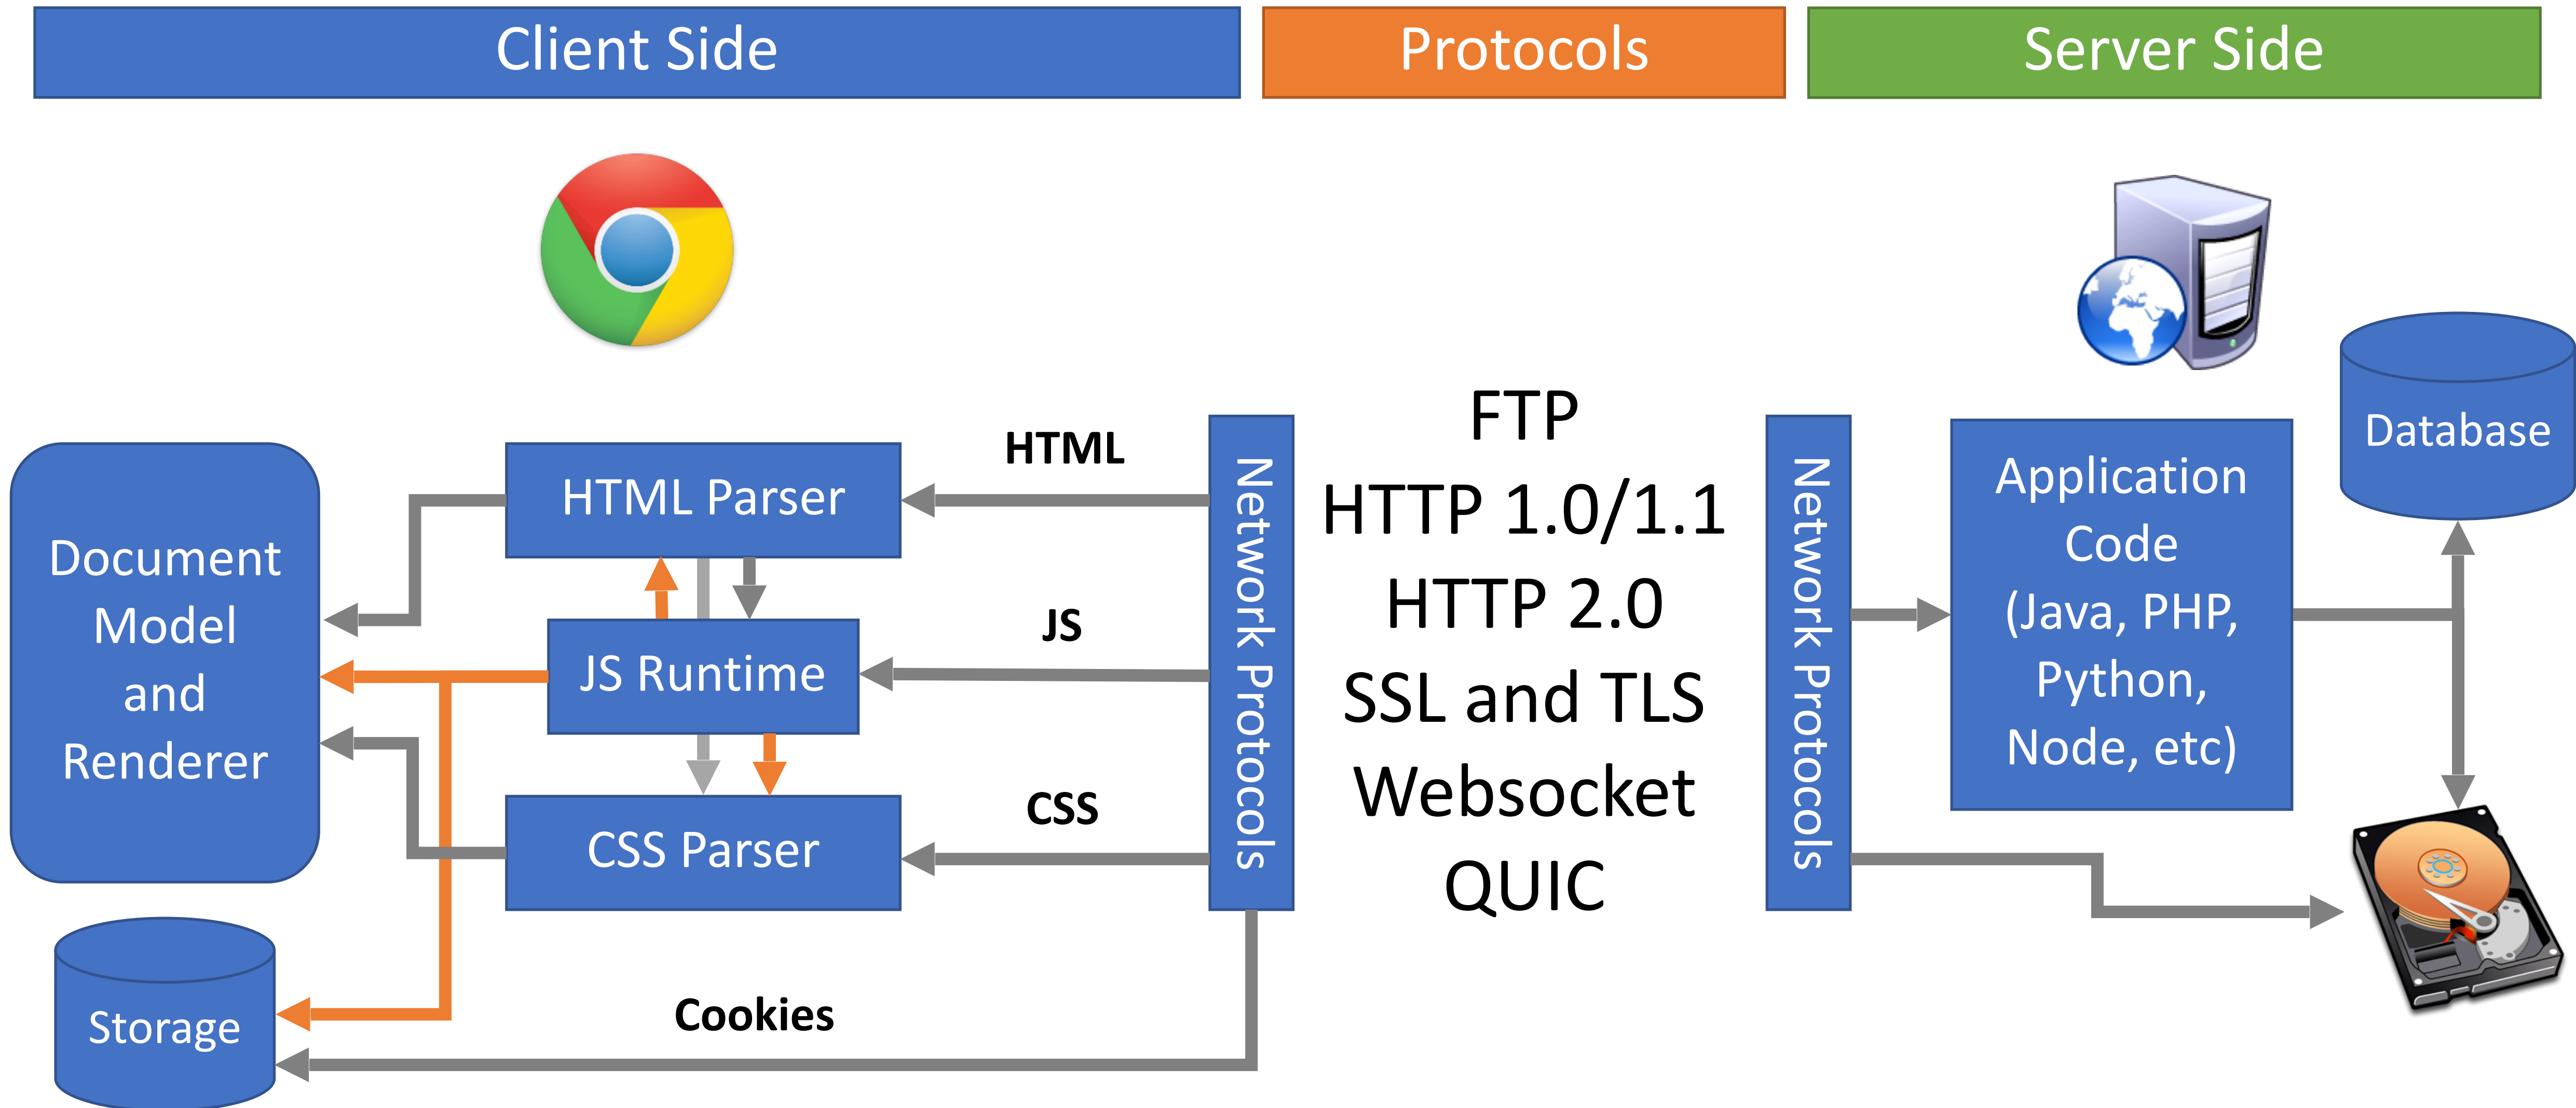 Client Side
Protocols
Server Side
HTML
HTML Parser
JS
JS Runtime
CSS
CSS Parser
Document
Model
and
Renderer
Storage
Cookies
Network Protocols
FTP
HTTP 1.0/1.1
HTTP 2.0
SSL and TLS
Websocket
QUIC
Network Protocols
Application
Code
(Java, PHP,
Python,
Node, etc)
Database